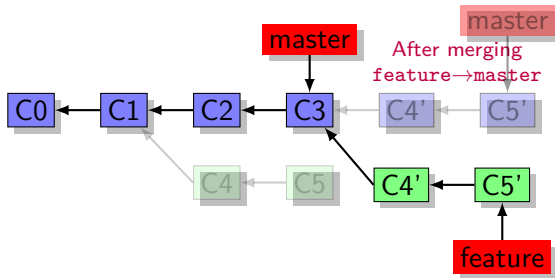 master
master
After merging
feature→master
C0 C1 C2 C3 C4' C5'
C4 C5 C4' C5'
feature